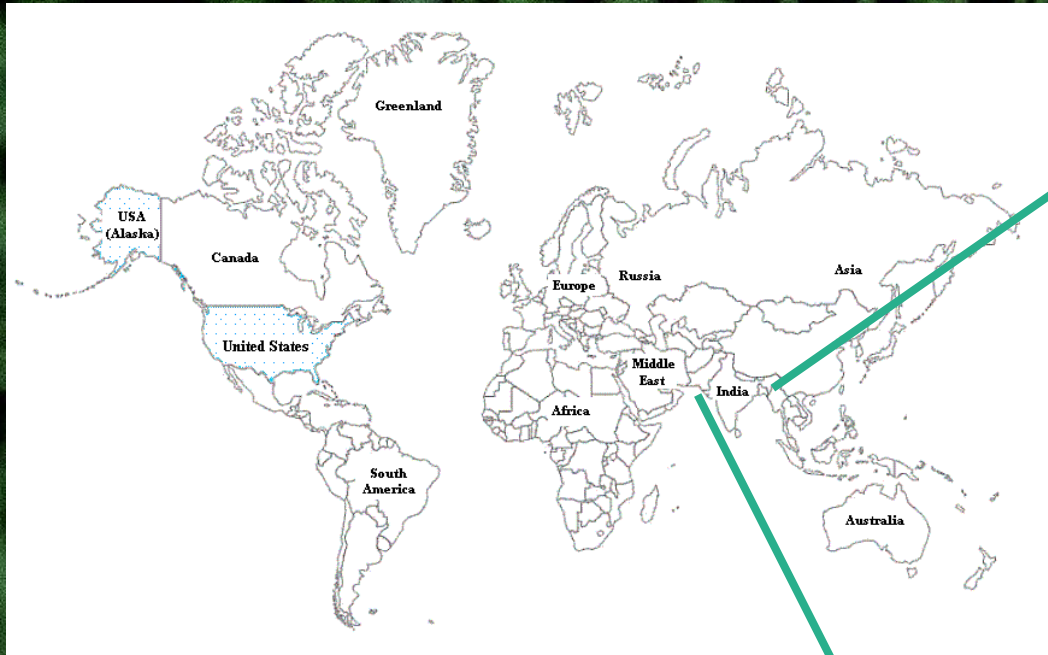 Greenland
USA
(Alaska)
Canada
Russia
Asia
Europe
United States
Middle
East
India
Africa
South
America
Australia